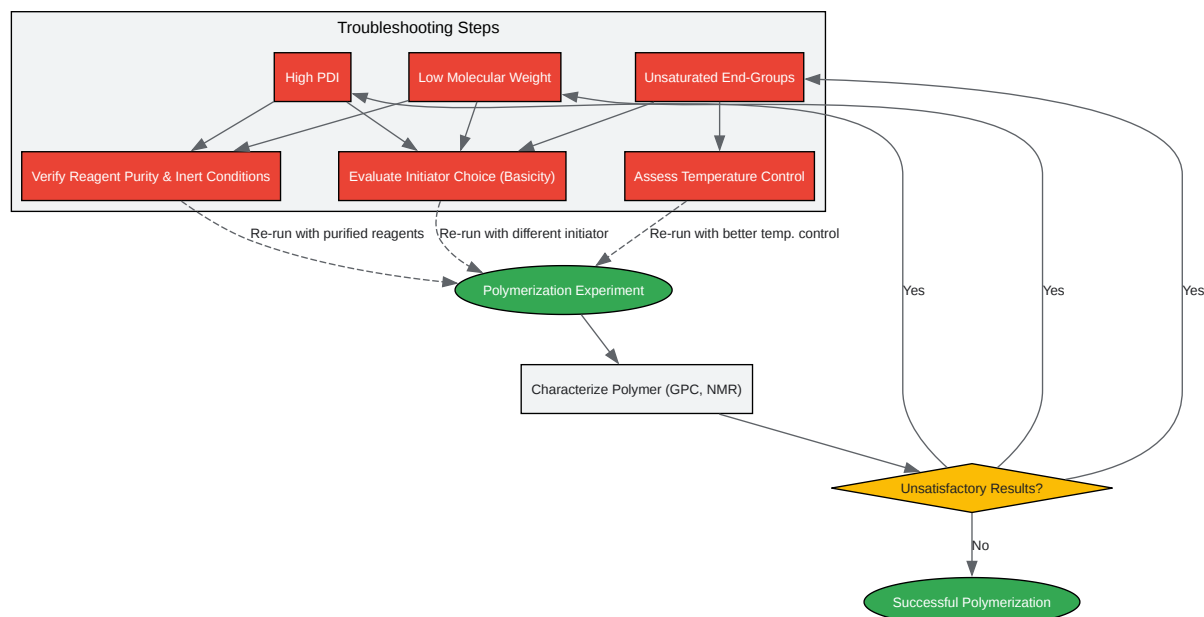 Troubleshooting Steps
High PDI
Low Molecular Weight
Unsaturated End-Groups
Verify Reagent Purity & Inert Conditions
Evaluate Initiator Choice (Basicity)
Assess Temperature Control
Re-run with purified reagents
Re-run with different initiator
Re-run with better temp. control
Polymerization Experiment
Yes
Yes
Yes
Characterize Polymer (GPC, NMR)
Unsatisfactory Results?
No
Successful Polymerization